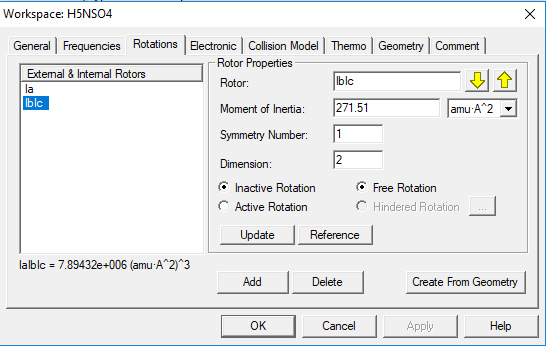 Workspace: H5NSO4
General Frequencies Rotations Electronic Collision Model Thermo Geometry Comment
External & Internal Rotors
Ia
IbIc
IaIbIc = 7.89432e+006 (amu·A^2)^3
Rotor Properties
Rotor: IbIc
Moment of Inertia: 271.51 amu·A^2
Symmetry Number: 1
Dimension: 2
Inactive Rotation Free Rotation
Active Rotation Hindered Rotation ...
Update Reference
Add Delete Create From Geometry
OK Cancel Apply Help